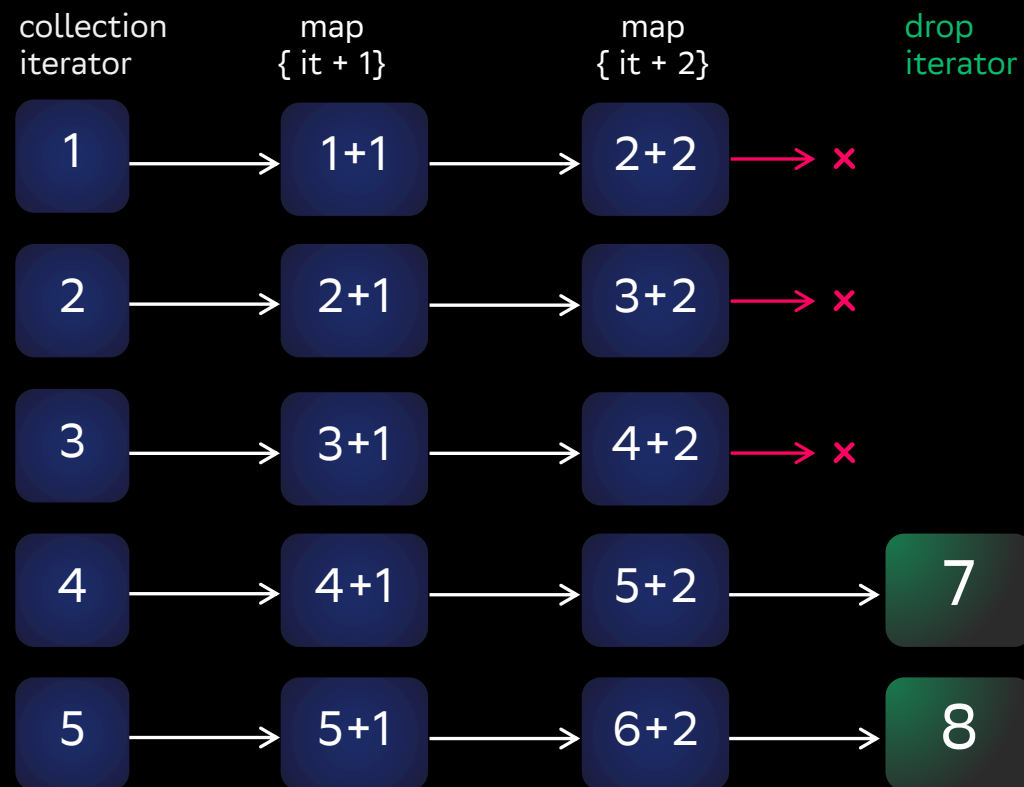 collection map map drop
iterator { it + 1} { it + 2} iterator
1 1+1 2+2 ×
2 2+1 3+2 ×
3 3+1 4+2 ×
4 4+1 5+2 7
5 5+1 6+2 8